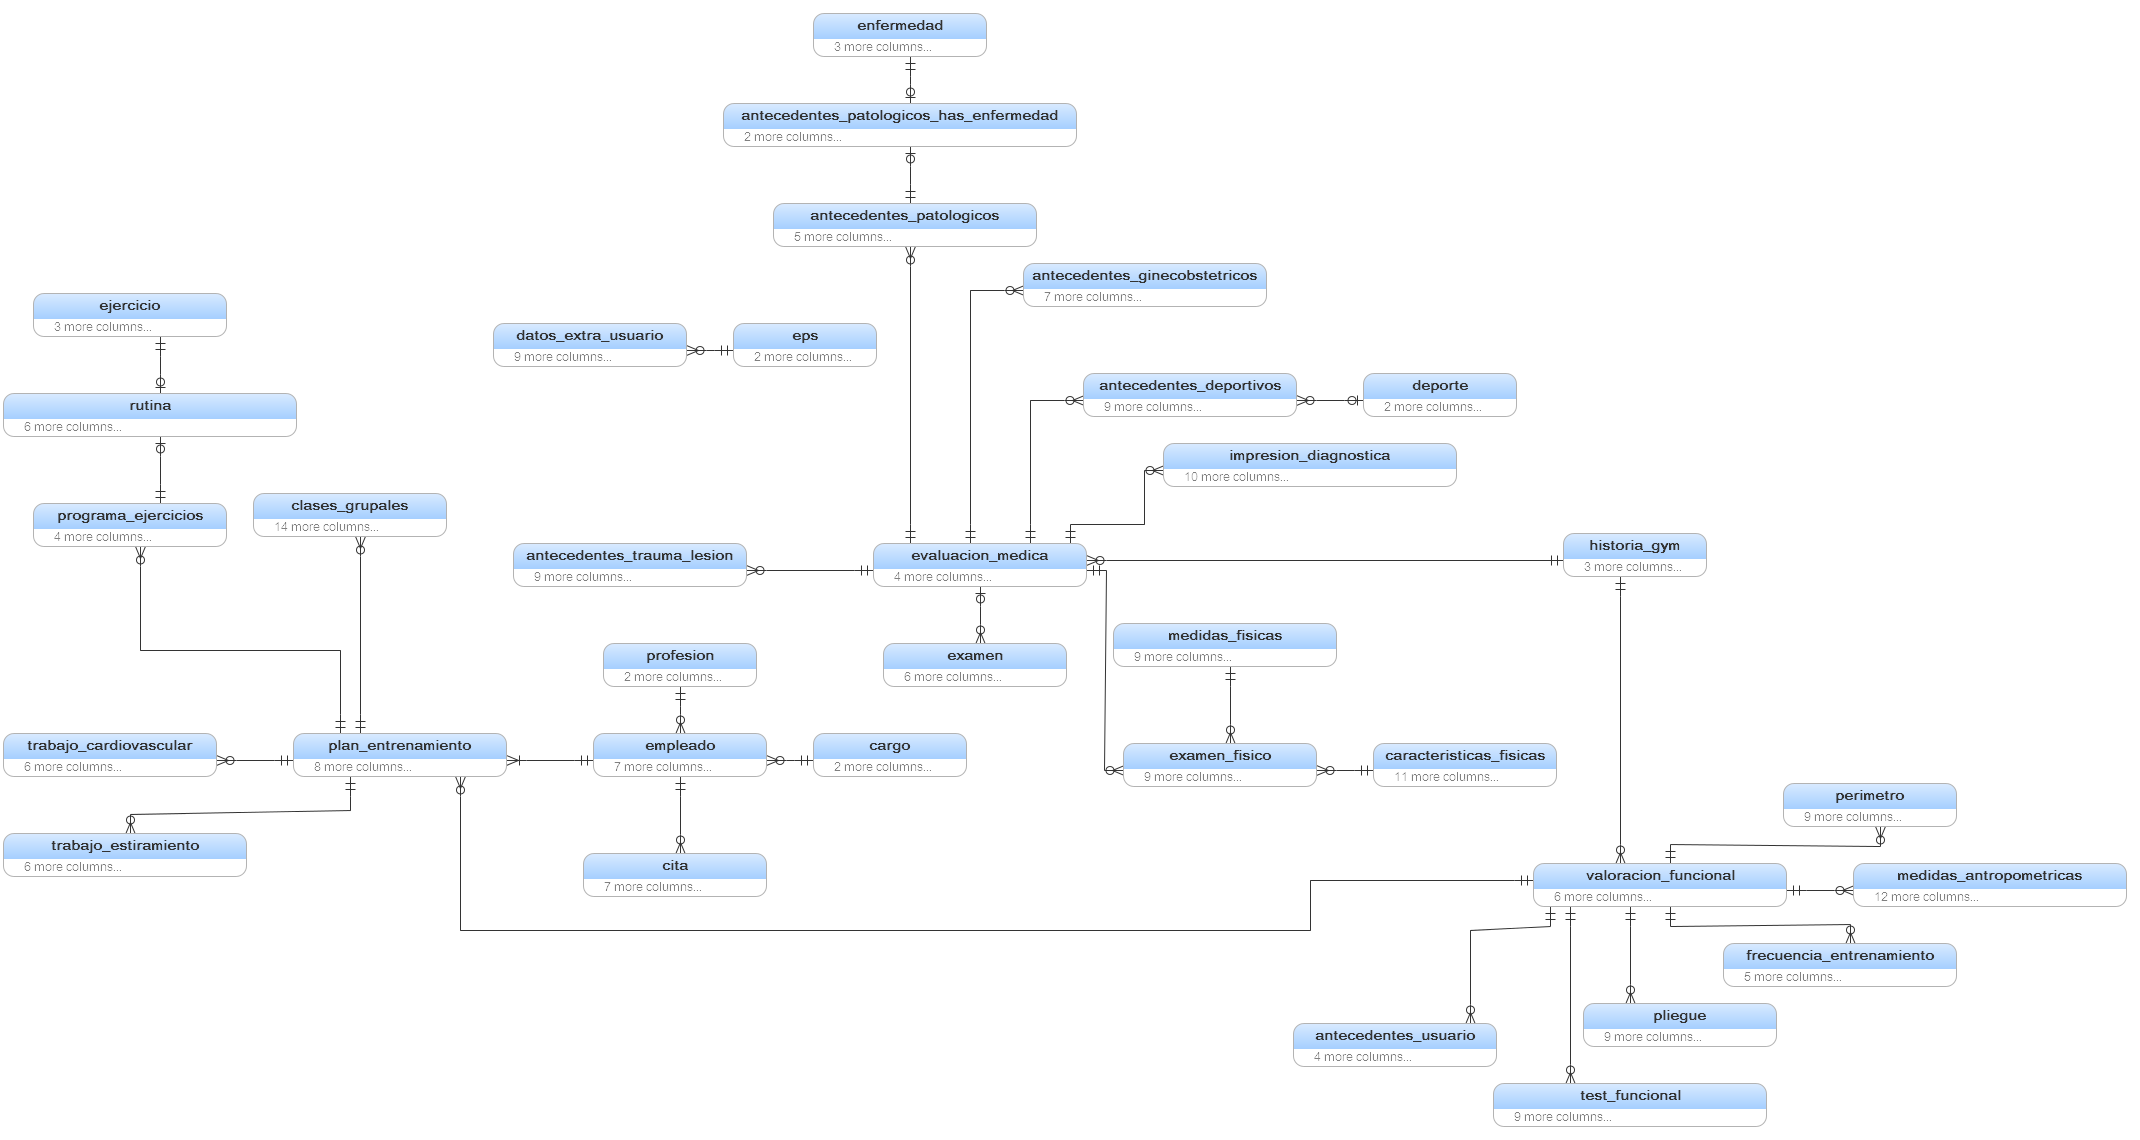 enfermedad
3 more columns...
antecedentes_patologicos_has_enfermedad
2 more columns...
antecedentes_patologicos
5 more columns...
antecedentes_ginecobstetricos
7 more columns...
ejercicio
3 more columns...
datos_extra_usuario
9 more columns...
eps
2 more columns...
antecedentes_deportivos
9 more columns...
deporte
2 more columns...
rutina
6 more columns...
impresion_diagnostica
10 more columns...
programa_ejercicios
4 more columns...
clases_grupales
14 more columns...
antecedentes_trauma_lesion
9 more columns...
evaluacion_medica
4 more columns...
historia_gym
3 more columns...
profesion
2 more columns...
examen
6 more columns...
medidas_fisicas
9 more columns...
trabajo_cardiovascular
6 more columns...
plan_entrenamiento
8 more columns...
empleado
7 more columns...
cargo
2 more columns...
examen_fisico
9 more columns...
caracteristicas_fisicas
11 more columns...
perimetro
9 more columns...
trabajo_estiramiento
6 more columns...
cita
7 more columns...
valoracion_funcional
6 more columns...
medidas_antropometricas
12 more columns...
frecuencia_entrenamiento
5 more columns...
pliegue
9 more columns...
antecedentes_usuario
4 more columns...
test_funcional
9 more columns...